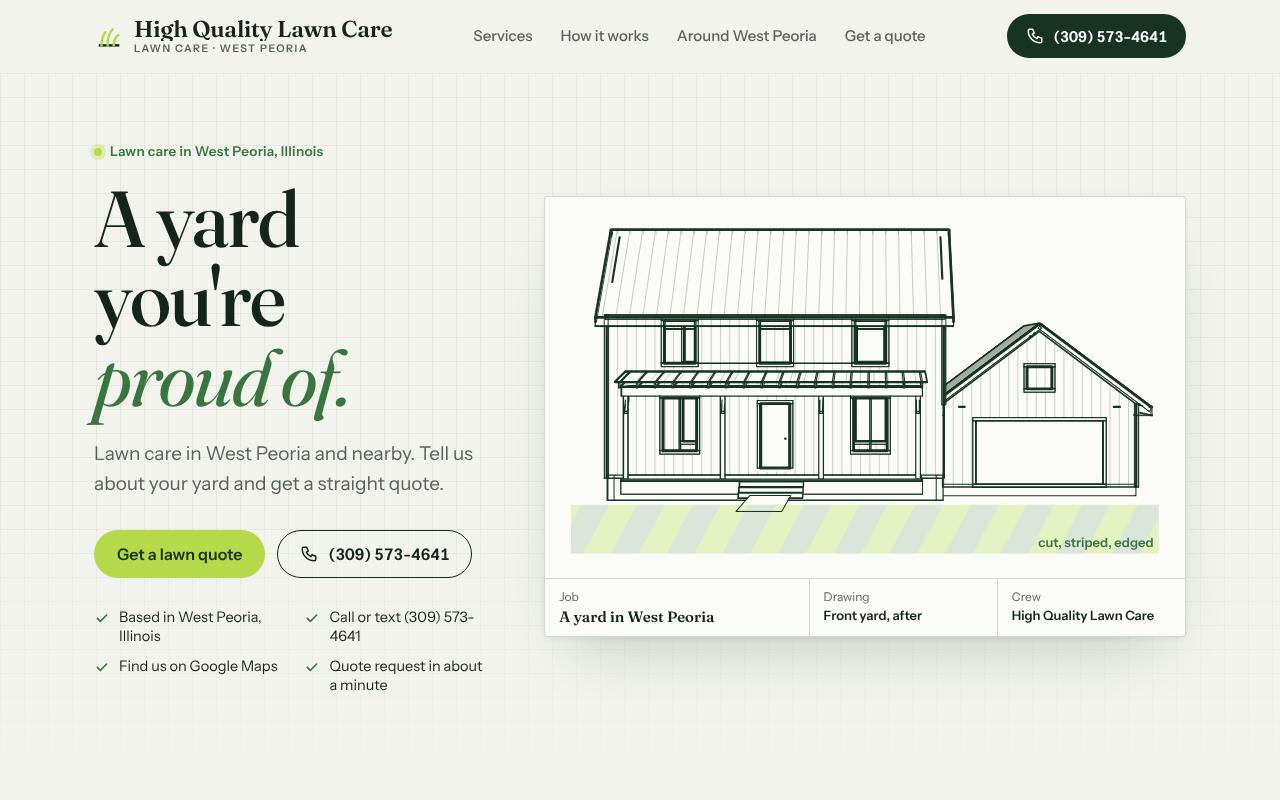 High Quality Lawn Care
LAWN CARE · WEST PEORIA
Services
How it works
Around West Peoria
Get a quote
(309) 573-4641
Lawn care in West Peoria, Illinois
A yard
you're
proud of.
Lawn care in West Peoria and nearby. Tell us
about your yard and get a straight quote.
Get a lawn quote
(309) 573-4641
Based in West Peoria,
Illinois
Call or text (309) 573-
4641
Find us on Google Maps
Quote request in about
a minute
cut, striped, edged
Job
A yard in West Peoria
Drawing
Front yard, after
Crew
High Quality Lawn Care